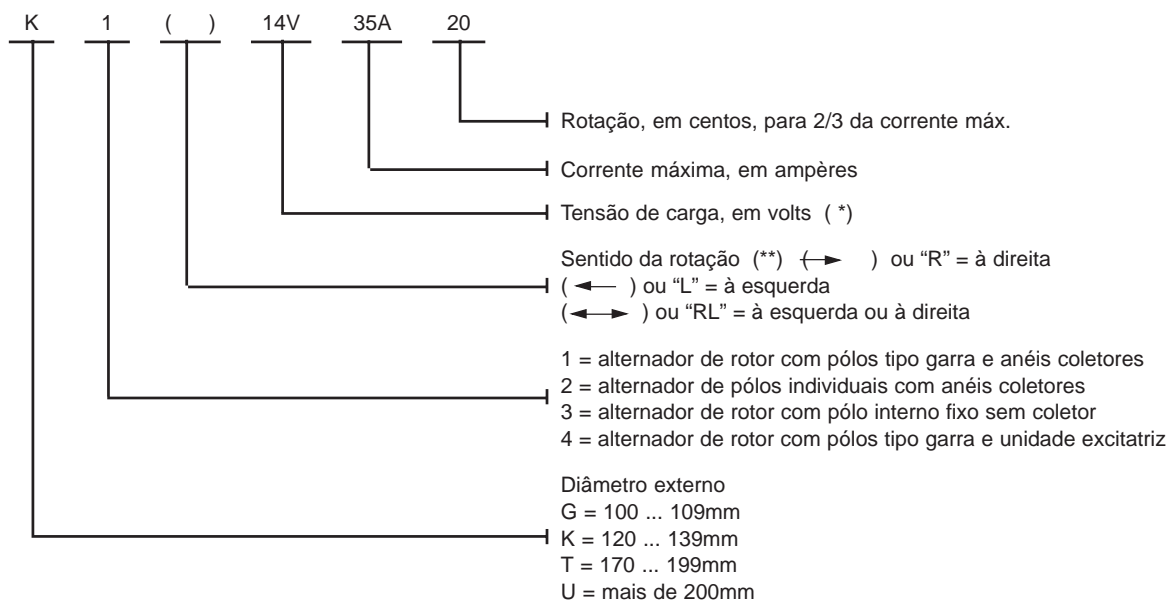 K 1 ( ) 14V 35A 20
Rotação, em centos, para 2/3 da corrente máx.
Corrente máxima, em ampères
Tensão de carga, em volts ( *)
Sentido da rotação (**) (→ ) ou “R” = à direita
( ← ) ou “L” = à esquerda
(↔ ) ou “RL” = à esquerda ou à direita
1 = alternador de rotor com pólos tipo garra e anéis coletores
2 = alternador de pólos individuais com anéis coletores
3 = alternador de rotor com pólo interno fixo sem coletor
4 = alternador de rotor com pólos tipo garra e unidade excitatriz
Diâmetro externo
G = 100 ... 109mm
K = 120 ... 139mm
T = 170 ... 199mm
U = mais de 200mm